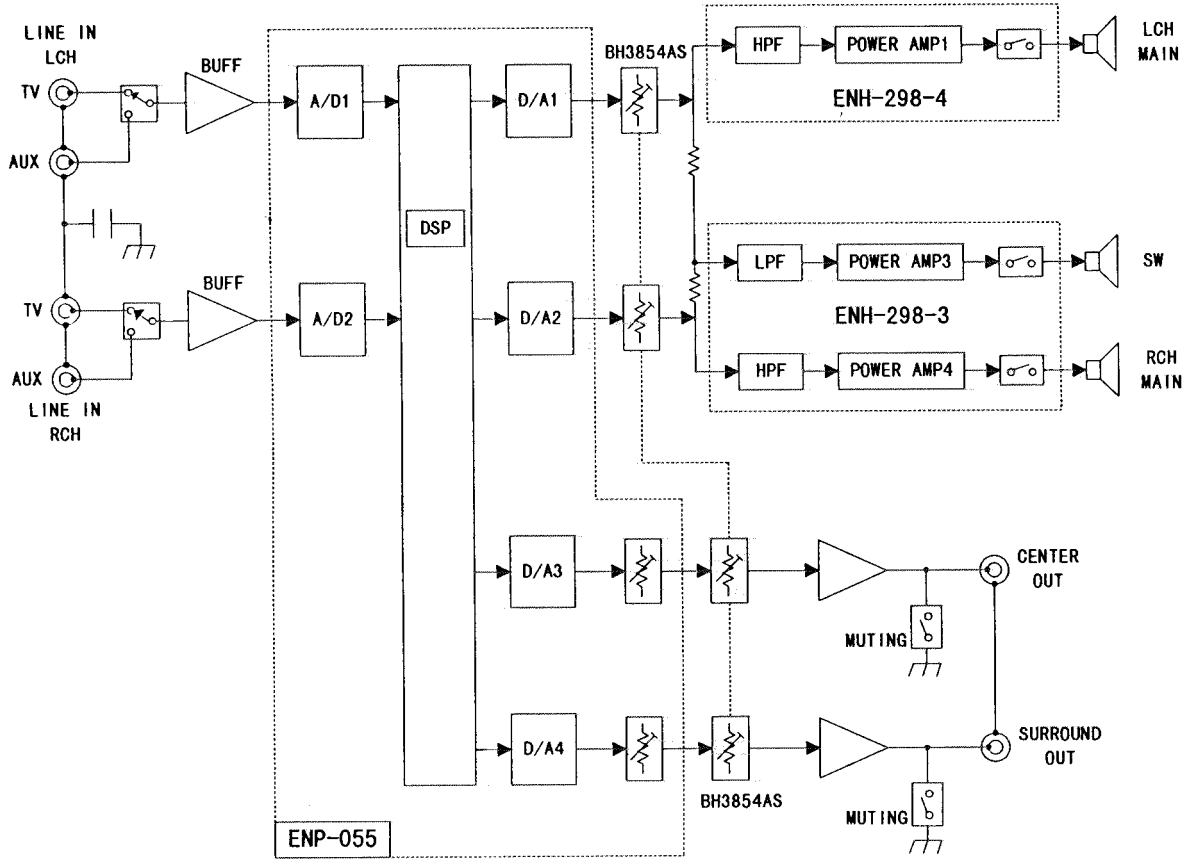 LINE IN
LCH
TV
AUX
BUFF
A/D1
D/A1
BH3854AS
HPF
POWER AMP1
ENH-298-4
LCH
MAIN
DSP
TV
AUX
LINE IN
RCH
BUFF
A/D2
D/A2
LPF
POWER AMP3
SW
ENH-298-3
HPF
POWER AMP4
RCH
MAIN
D/A3
CENTER
OUT
MUTING
D/A4
BH3854AS
SURROUND
OUT
MUTING
ENP-055